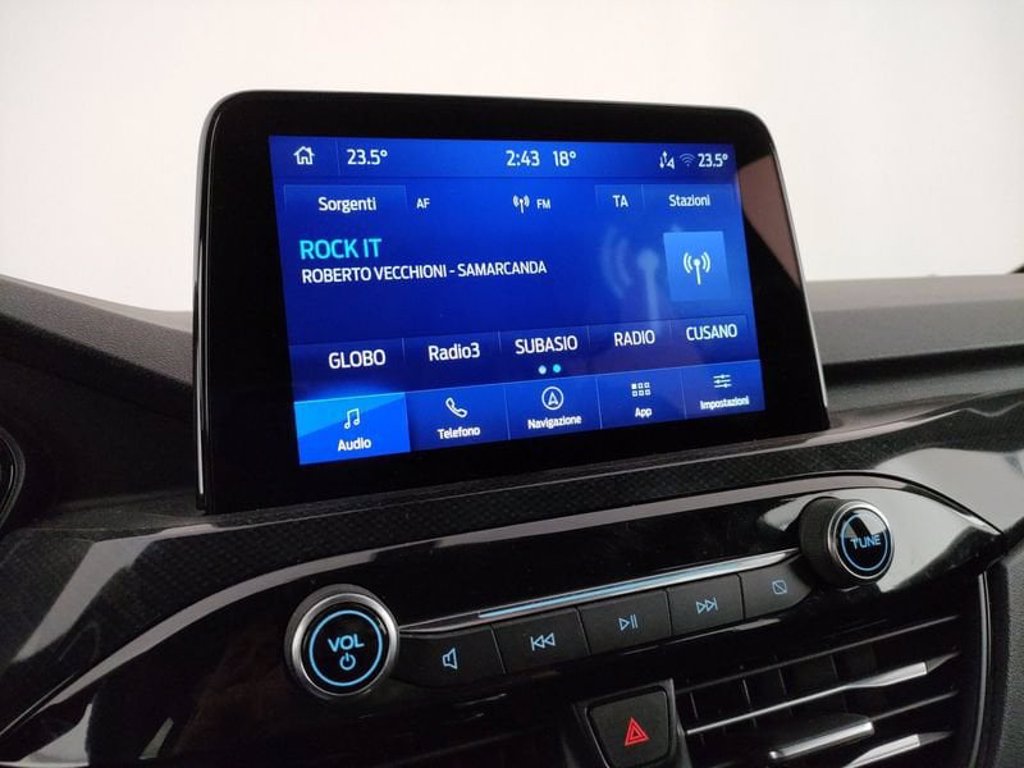 23.5° 2:43 18° 23.5°
Sorgenti AF FM TA Stazioni
ROCK IT
ROBERTO VECCHIONI - SAMARCANDA
GLOBO Radio3 SUBASIO RADIO CUSANO
Audio Telefono Navigazione App Impostazioni
TUNE
VOL